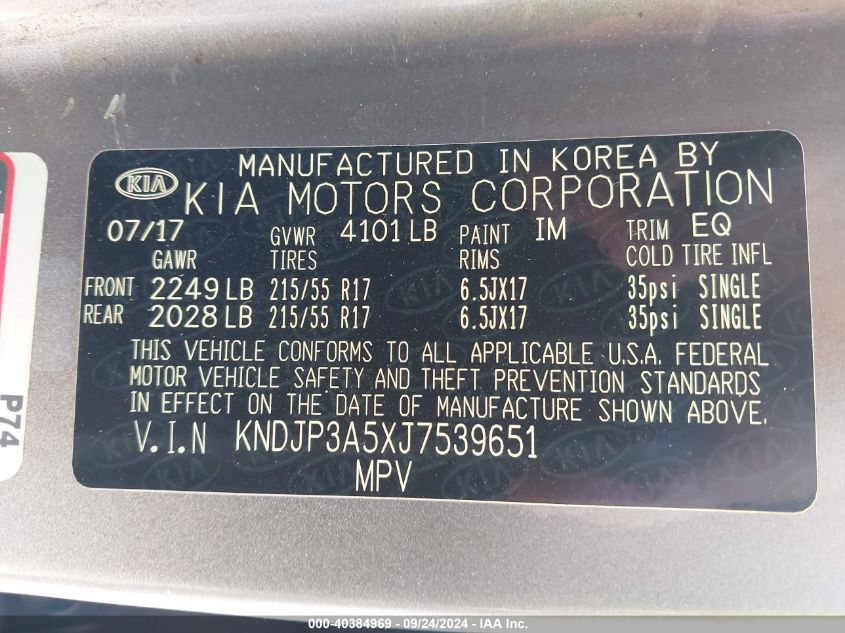 MANUFACTURED IN KOREA BY
KIA KIA MOTORS CORPORATION
07/17 GVWR 4101 LB PAINT IM TRIM EQ
GAWR TIRES RIMS COLD TIRE INFL
FRONT 2249 LB 215/55 R17 6.5JX17 35psi SINGLE
REAR 2028 LB 215/55 R17 6.5JX17 35psi SINGLE
THIS VEHICLE CONFORMS TO ALL APPLICABLE U.S.A. FEDERAL
MOTOR VEHICLE SAFETY AND THEFT PREVENTION STANDARDS
IN EFFECT ON THE DATE OF MANUFACTURE SHOWN ABOVE.
V.I.N KNDJP3A5XJ7539651
MPV
P74
000-40384969 - 09/24/2024 - IAA Inc.